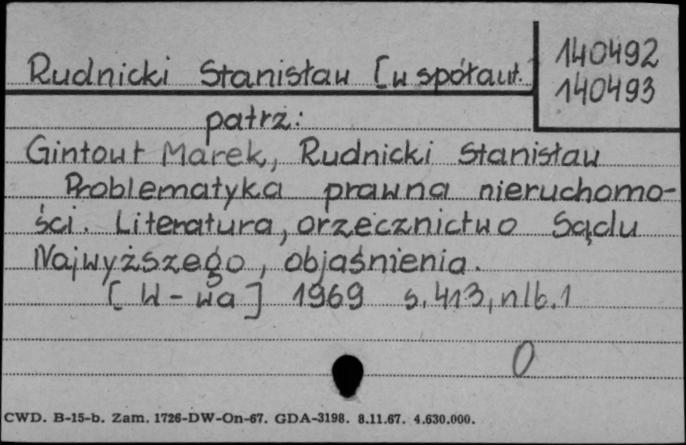 Rudnicki Stanisław [współaut.
140492
140493
patrz:
Gintowt Marek, Rudnicki Stanisław
Problematyka prawna nieruchomo-
ści. Literatura, orzecznictwo Sądu
Najwyższego, objaśnienia.
[W-wa] 1969 s. 413, nlb. 1
0
CWD. B-15-b. Zam. 1726-DW-On-67. GDA-3198. 8.11.67. 4.630.000.